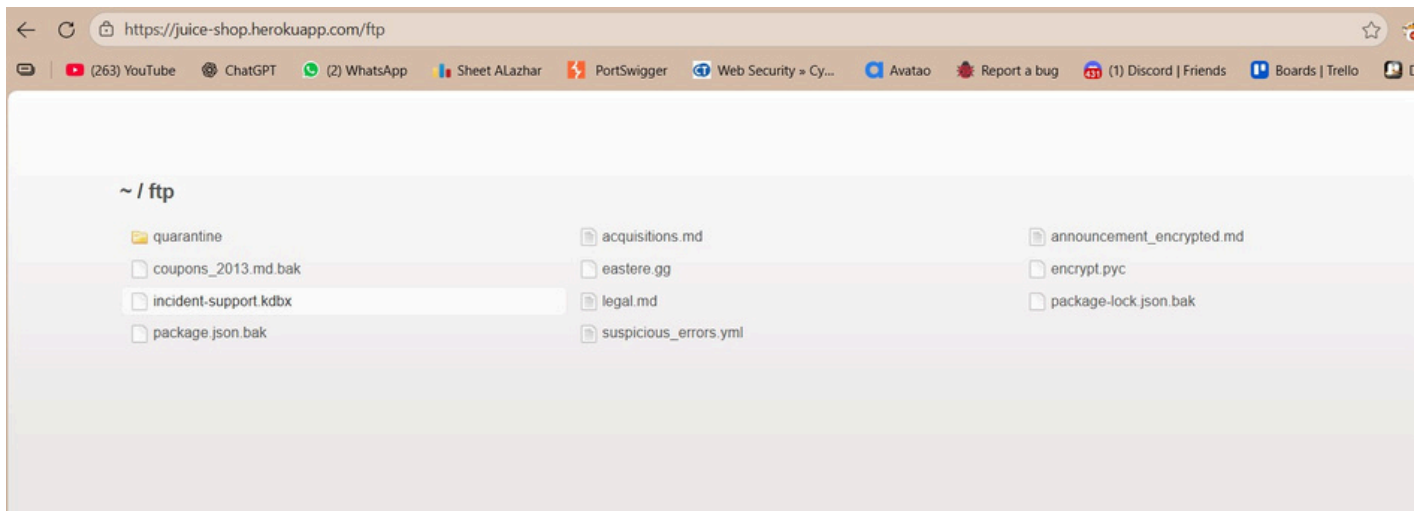 https://juice-shop.herokuapp.com/ftp
(263) YouTube ChatGPT (2) WhatsApp Sheet ALazhar PortSwigger Web Security » Cy... Avatao Report a bug (1) Discord | Friends Boards | Trello
~ / ftp
quarantine acquisitions.md announcement_encrypted.md
coupons_2013.md.bak eastere.gg encrypt.pyc
incident-support.kdbx legal.md package-lock.json.bak
package.json.bak suspicious_errors.yml